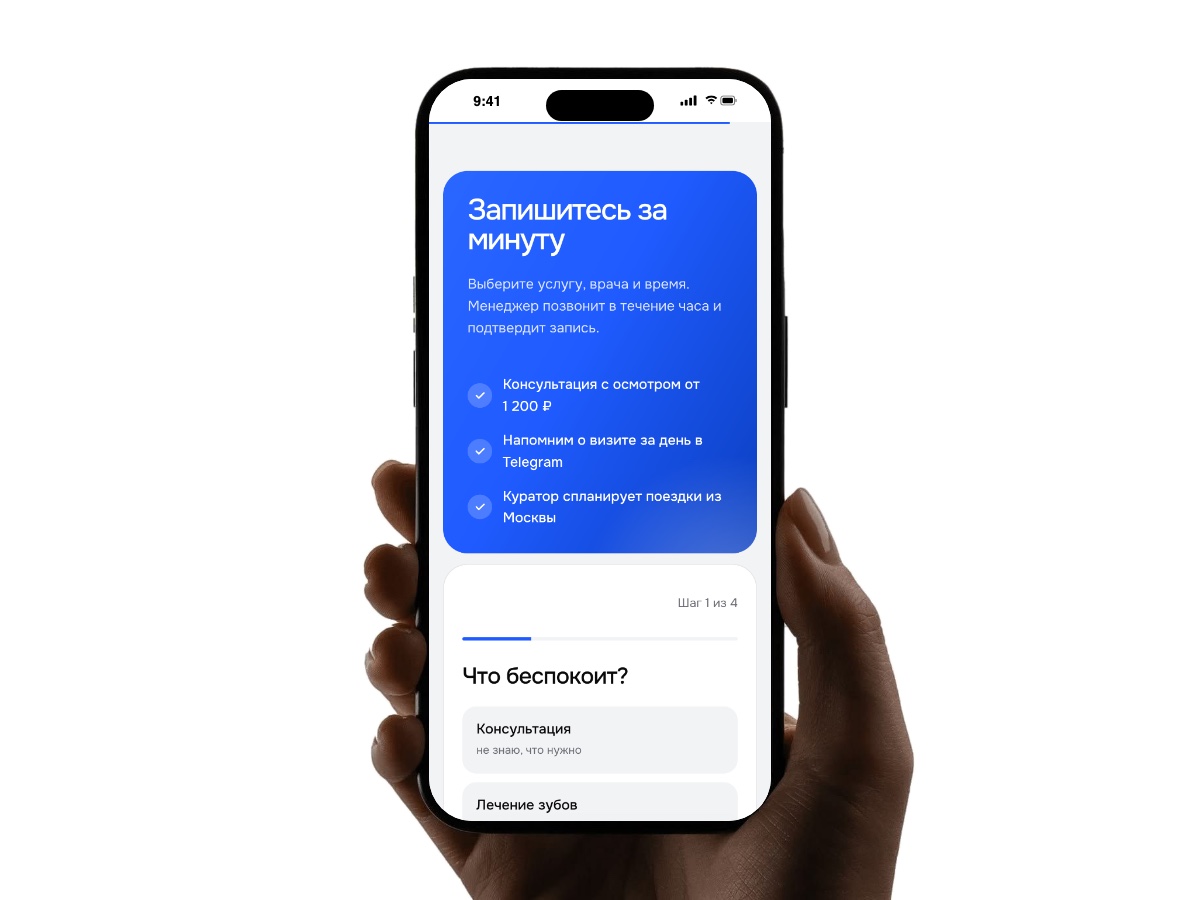 9:41
Запишитесь за
минуту
Выберите услугу, врача и время.
Менеджер позвонит в течение часа и
подтвердит запись.
Консультация с осмотром от
1 200 ₽
Напомним о визите за день в
Telegram
Куратор спланирует поездки из
Москвы
Шаг 1 из 4
Что беспокоит?
Консультация
не знаю, что нужно
Лечение зубов